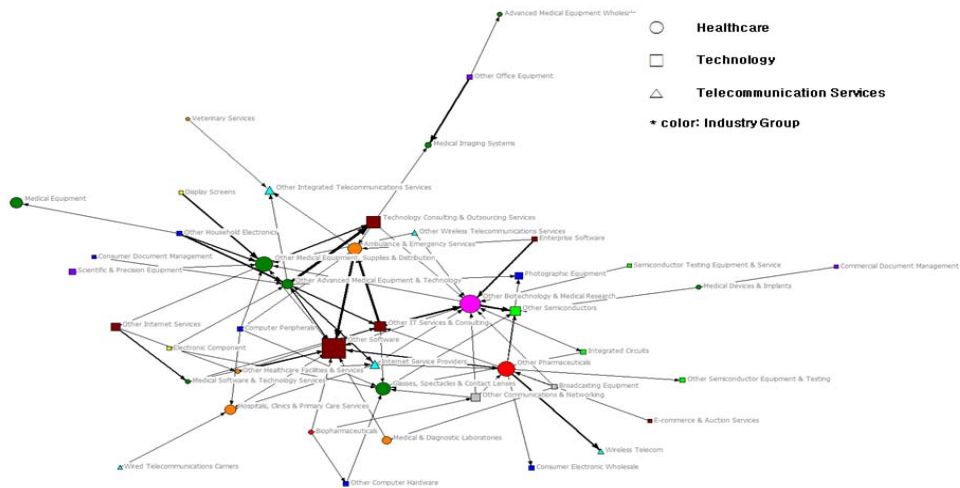 Advanced Medical Equipment
Healthcare
Other Office Equipment
Technology
Telecommunication Services
* color: Industry Group
Veterinary Services
Medical Imaging Systems
Display Screens
Other Integrated Telecommunications Services
Medical Equipment
Technology Consulting & Outsourcing Services
Other Household Electronics
Other Wireless Telecommunications Services
Enterprise Software
Ambulance & Emergency Services
Consumer Document Management
Other Medical Equipment, Supplies & Distribution
Semiconductor Testing Equipment & Service
Commercial Document Management
Scientific & Precision Equipment
Other Advanced Medical Equipment & Technology
Photographic Equipment
Medical Devices & Implants
Other Biotechnology & Medical Research
Other Semiconductors
Other Internet Services
Computer Peripherals
Other IT Services & Consulting
Other Software
Electronic Component
Integrated Circuits
Internet Service Providers
Other Pharmaceuticals
Other Healthcare Facilities & Services
Medical Software & Technology Services
Glasses, Spectacles & Contact Lenses
Broadcasting Equipment
Other Semiconductor Equipment & Testing
Other Communications & Networking
Hospitals, Clinics & Primary Care Services
E-commerce & Auction Services
Biopharmaceuticals
Medical & Diagnostic Laboratories
Wireless Telecom
Wired Telecommunications Carriers
Consumer Electronic Wholesale
Other Computer Hardware